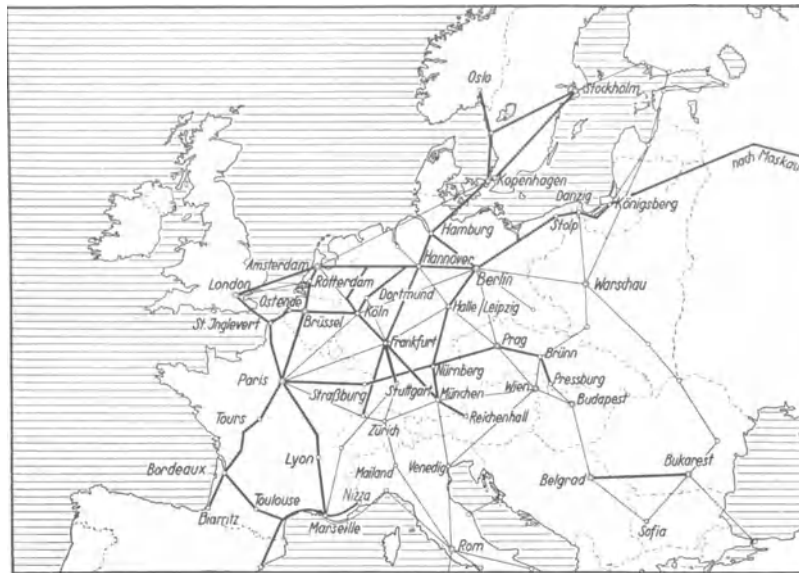 Oslo
Stockholm
nach Moskau
Kopenhagen
Danzig
Königsberg
Stolp
Hamburg
Amsterdam
Hannover
Berlin
London
Rotterdam
Warschau
Ostende
Dortmund
Halle
Leipzig
St. Inglevert
Brüssel
Köln
Frankfurt
Prag
Brünn
Nürnberg
Paris
Straßburg
Stuttgart
München
Wien
Pressburg
Budapest
Tours
Zürich
Reichenhall
Bordeaux
Lyon
Mailand
Venedig
Belgrad
Bukarest
Toulouse
Nizza
Biarritz
Marseille
Sofia
Rom